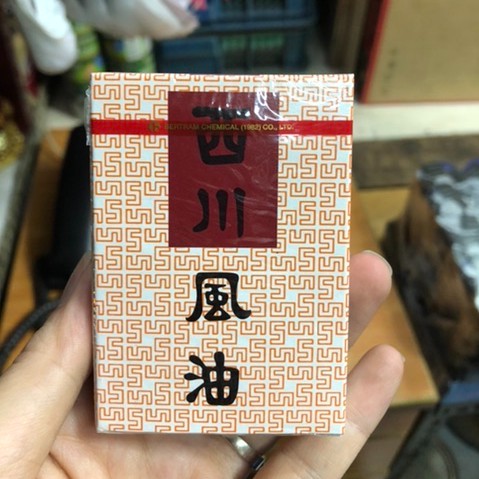 BERTRAM CHEMICAL (1982) CO., LTD.
西川風油